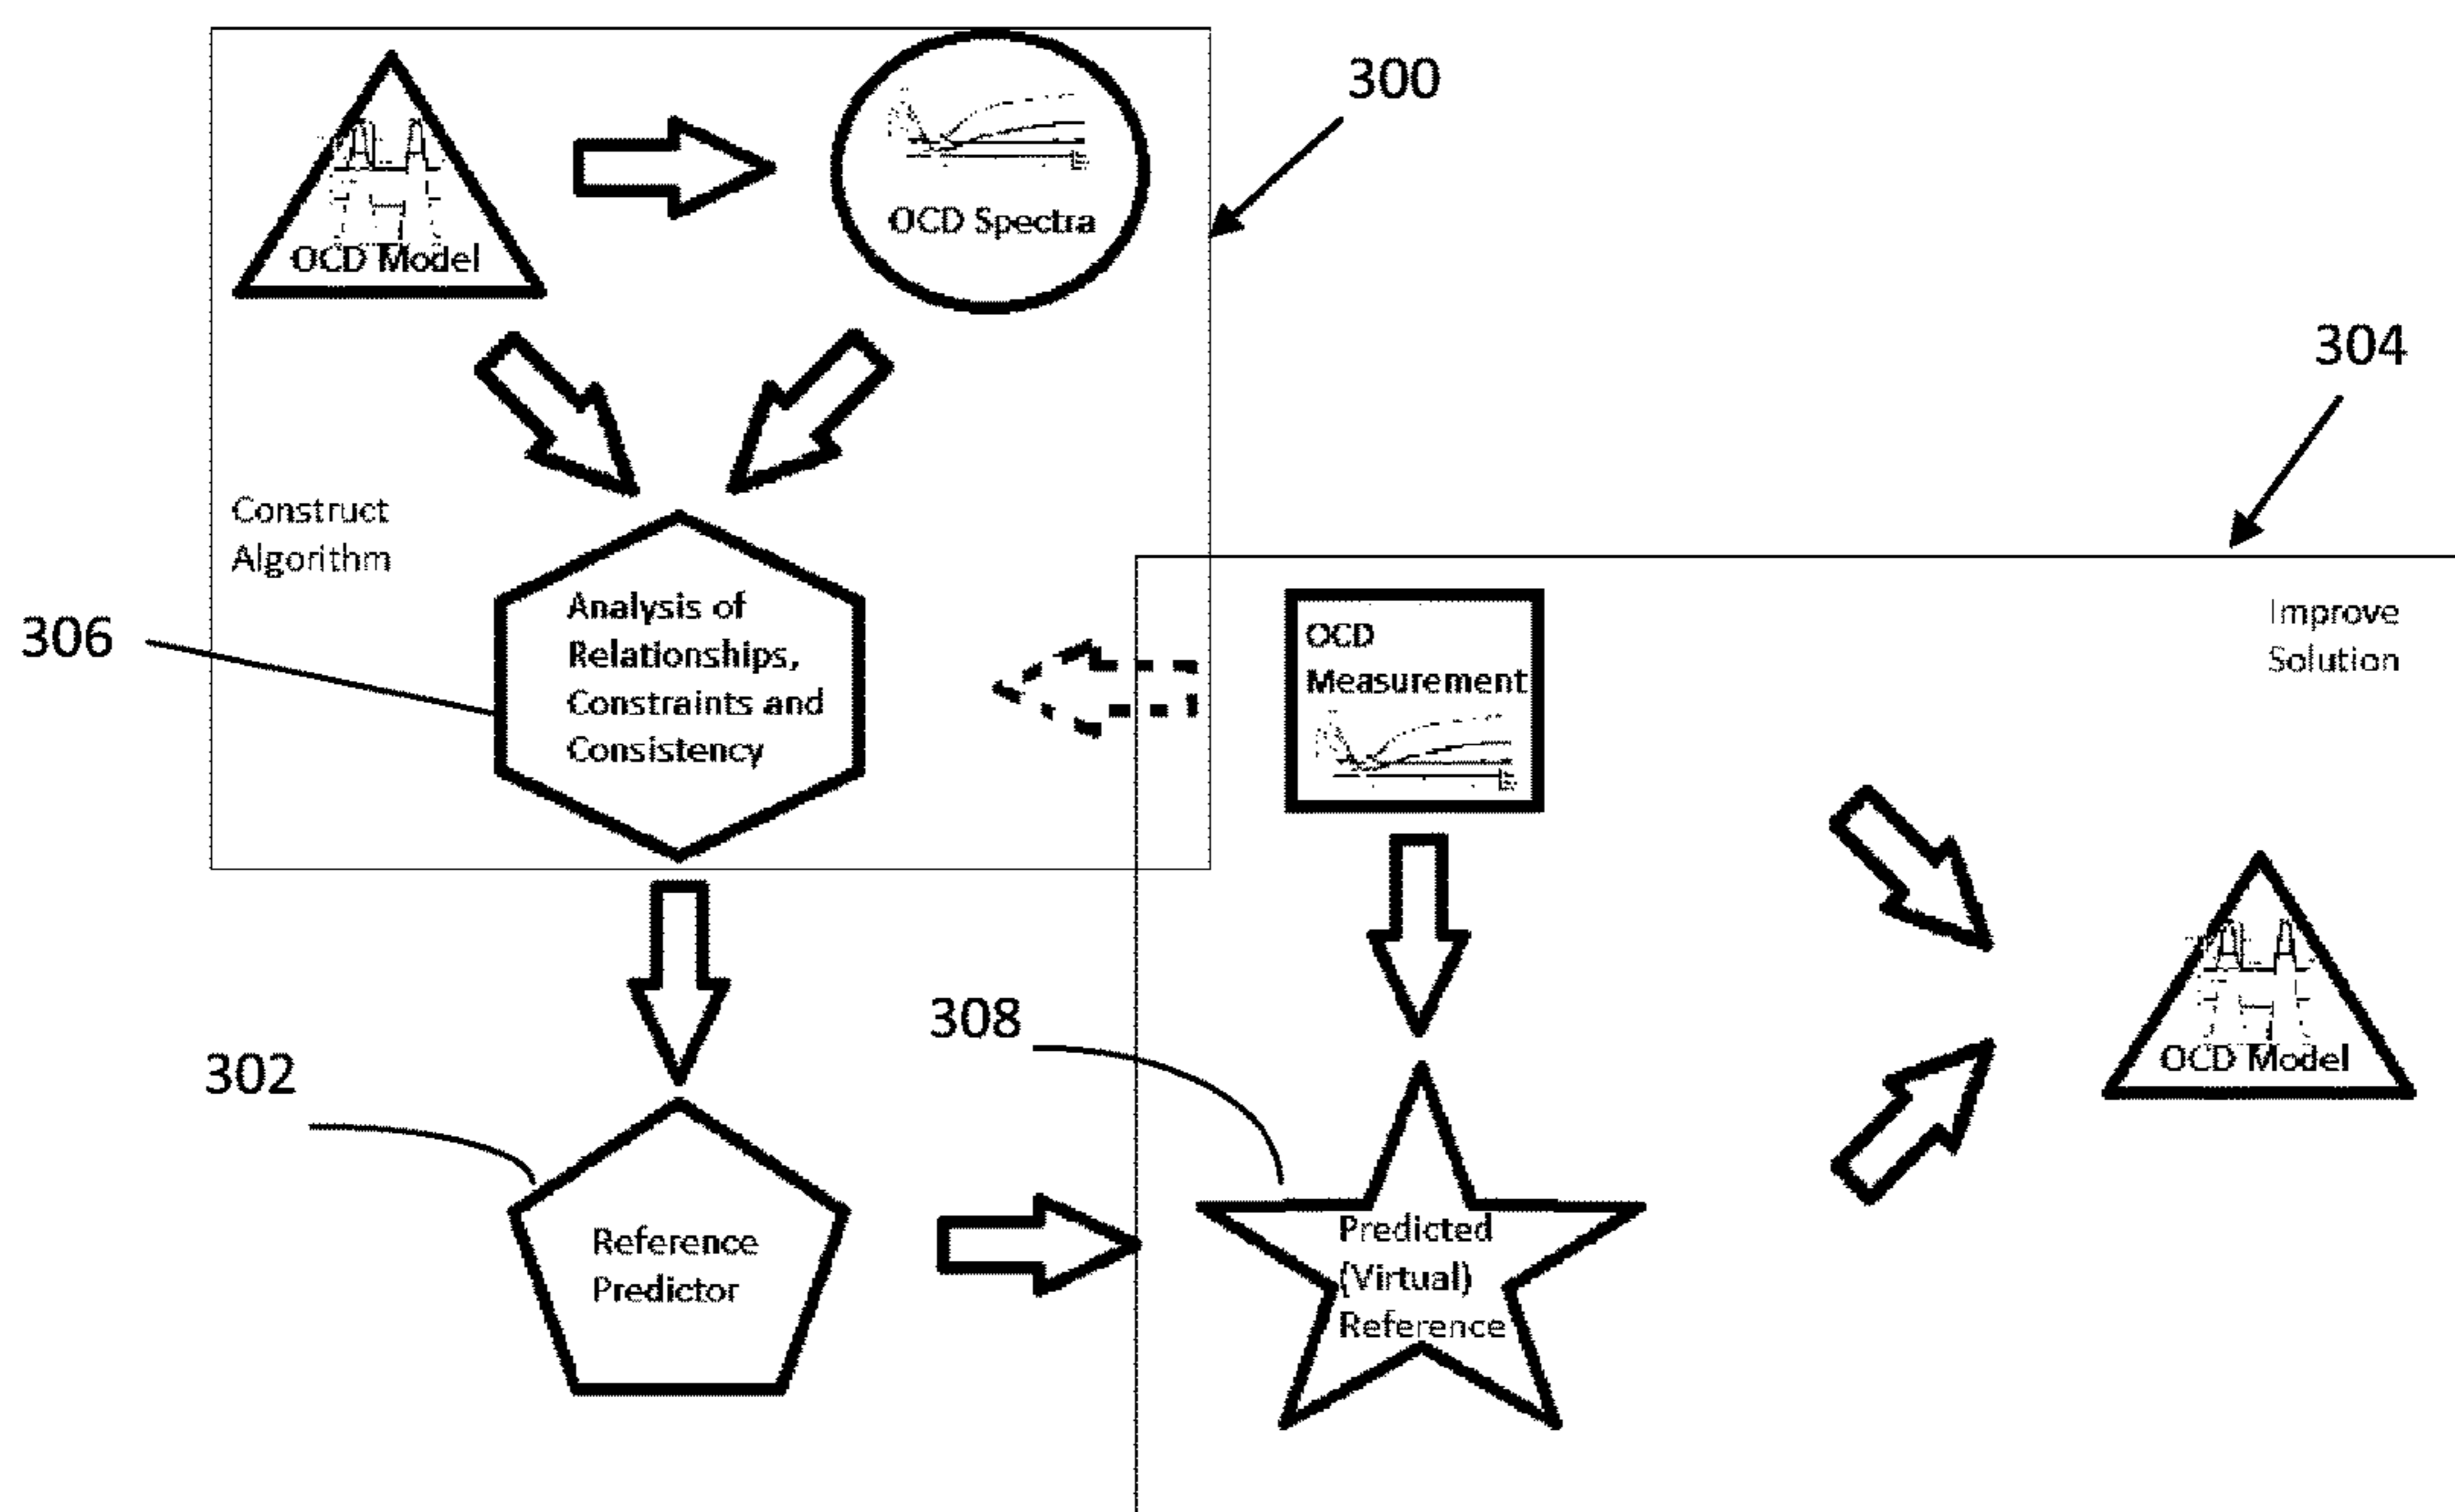 300
OCD Spectra
OCD Model
304
Construct
Algorithm
306
Analysis of
Relationships,
Constraints and
Consistency
OCD
Measurement
Improve
Solution
308
302
OCD Model
Reference
Predictor
Predicted
(Virtual)
Reference